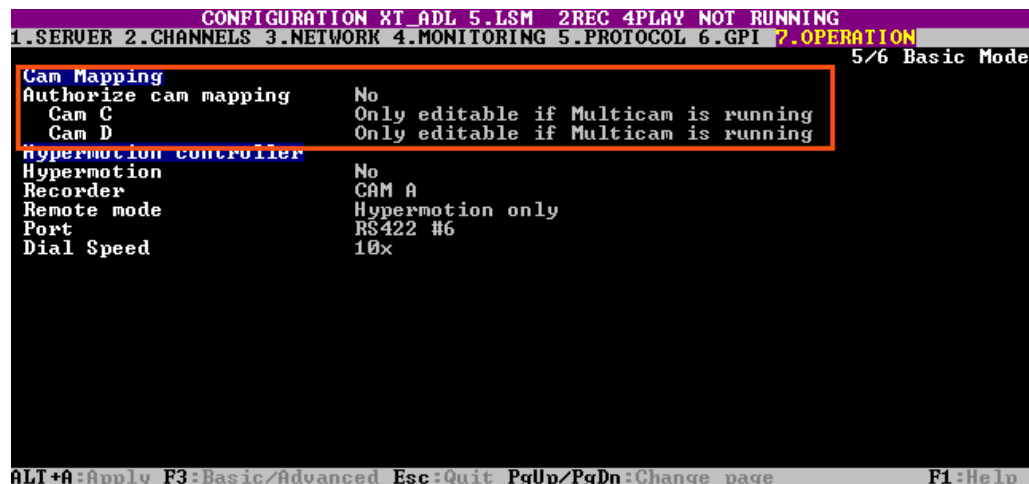 CONFIGURATION XT_ADL 5.LSM 2REC 4PLAY NOT RUNNING
1.SERVER 2.CHANNELS 3.NETWORK 4.MONITORING 5.PROTOCOL 6.GPI 7.OPERATION
5/6 Basic Mode
Cam Mapping
Authorize cam mapping No
Cam C Only editable if Multicam is running
Cam D Only editable if Multicam is running
Hypermotion controller
Hypermotion No
Recorder CAM A
Remote mode Hypermotion only
Port RS422 #6
Dial Speed 10x
ALT+A:Apply F3:Basic/Advanced Esc:Quit PgUp/PgDn:Change page F1:Help